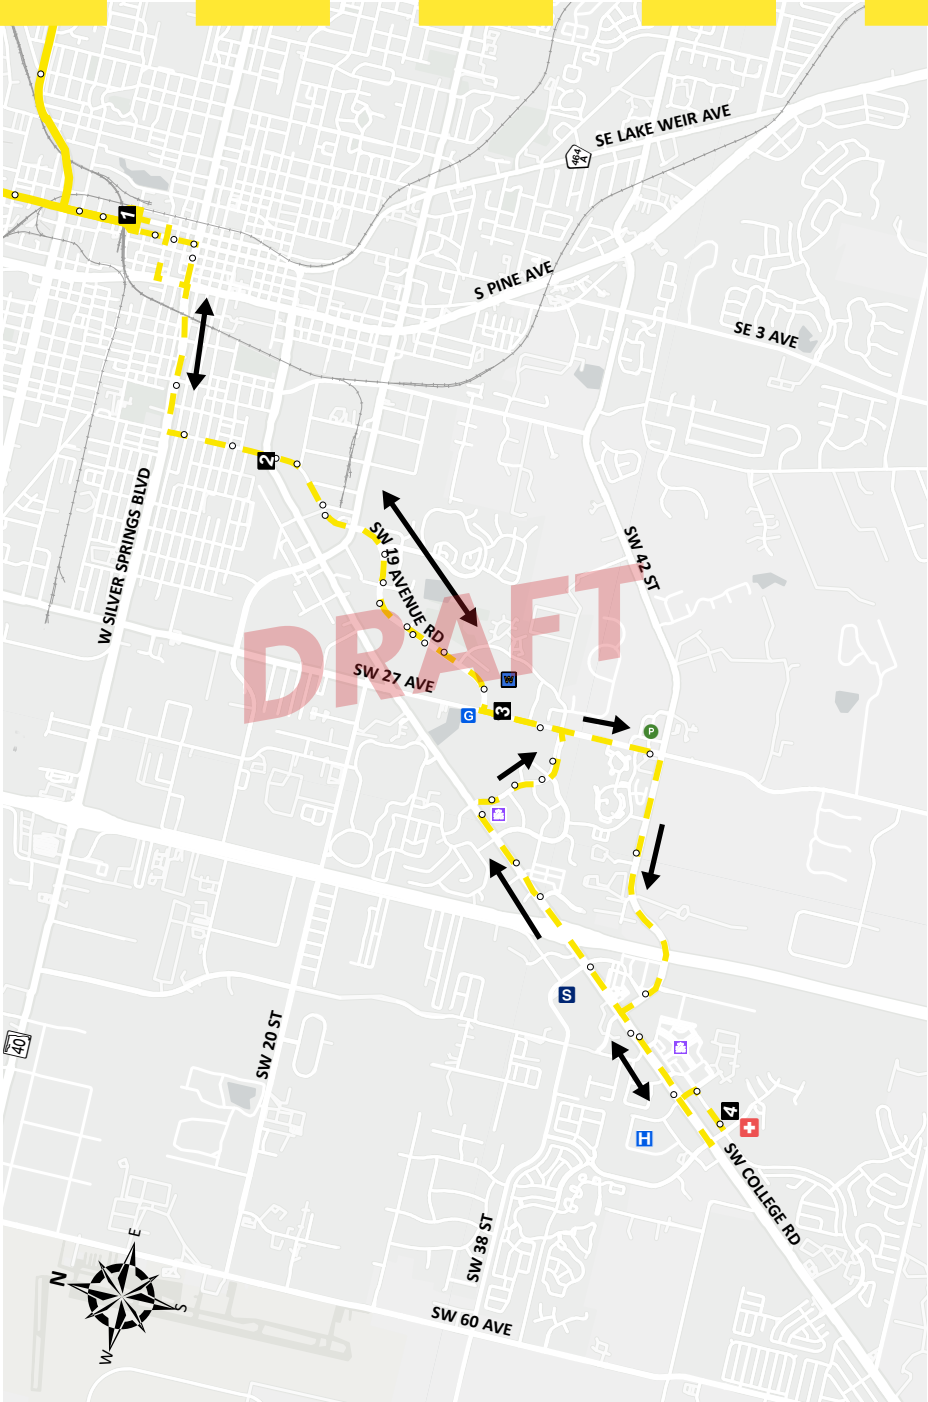 SE LAKE WEIR AVE
464
A
1
S PINE AVE
SE 3 AVE
2
W SILVER SPRINGS BLVD
SW 19 AVENUE RD
SW 42 ST
DRAFT
SW 27 AVE
G
3
P
S
SW 20 ST
40
4
H
SW COLLEGE RD
SW 38 ST
SW 60 AVE
N
E
S
W